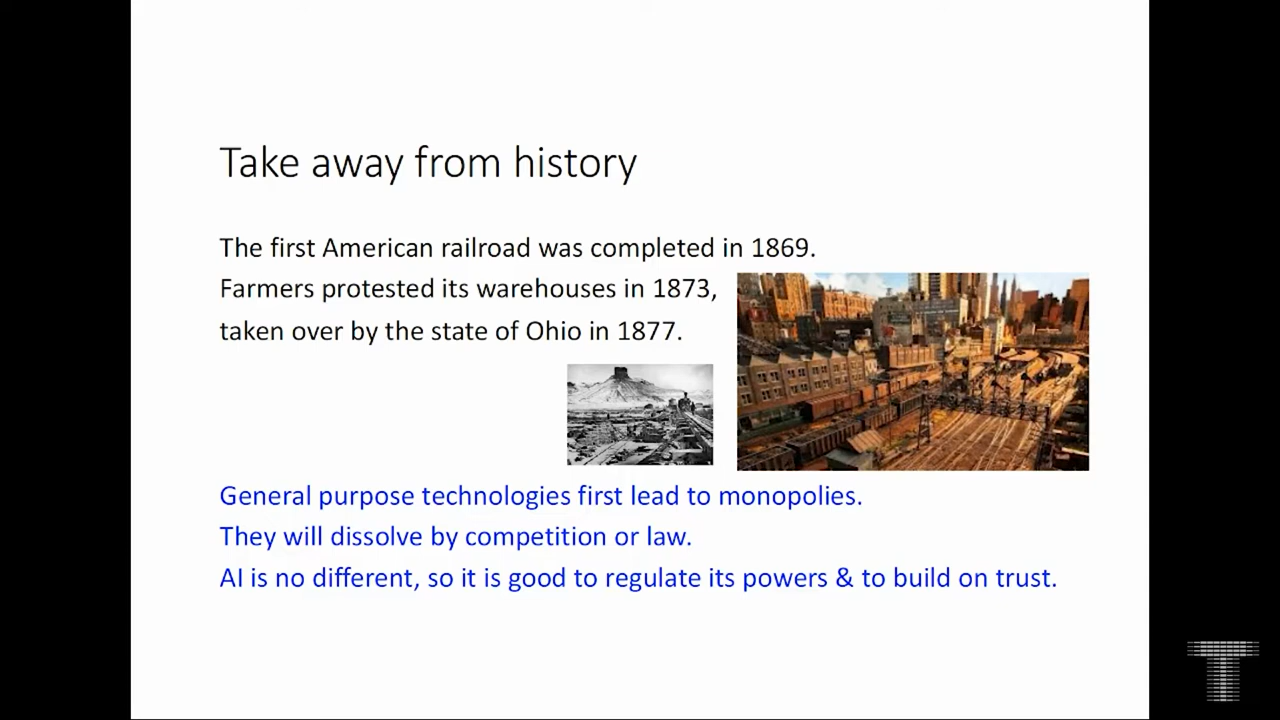 Take away from history
The first American railroad was completed in 1869.
Farmers protested its warehouses in 1873,
taken over by the state of Ohio in 1877.
General purpose technologies first lead to monopolies.
They will dissolve by competition or law.
AI is no different, so it is good to regulate its powers & to build on trust.